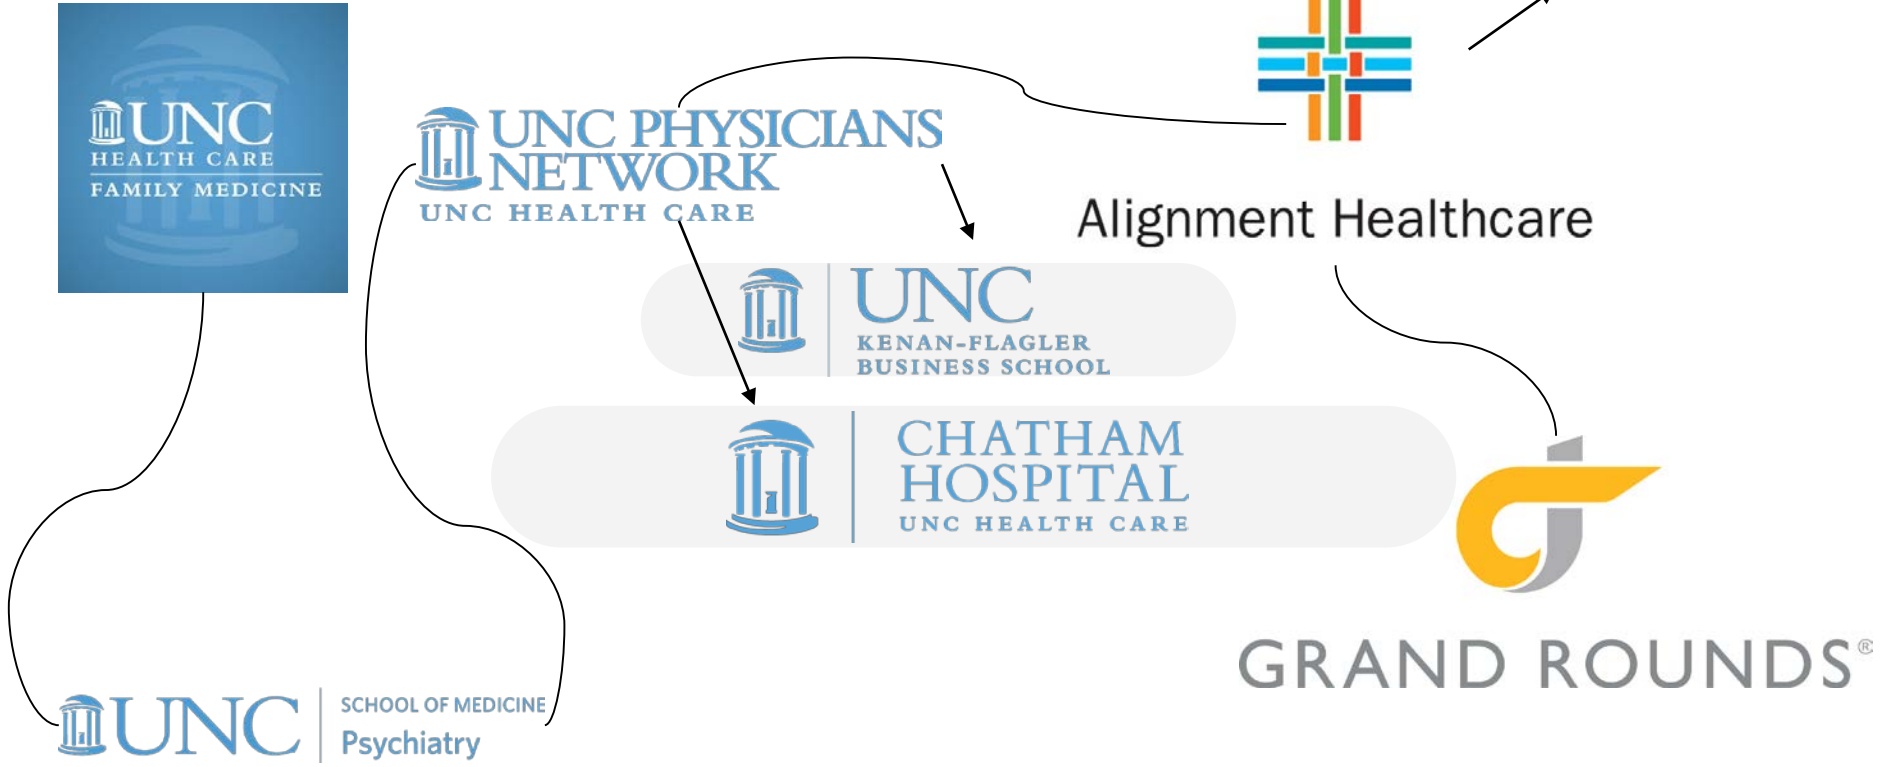 UNC
HEALTH CARE
FAMILY MEDICINE
UNC PHYSICIANS
NETWORK
UNC HEALTH CARE
Alignment Healthcare
UNC
KENAN-FLAGLER
BUSINESS SCHOOL
CHATHAM
HOSPITAL
UNC HEALTH CARE
GRAND ROUNDS®
UNC
SCHOOL OF MEDICINE
Psychiatry